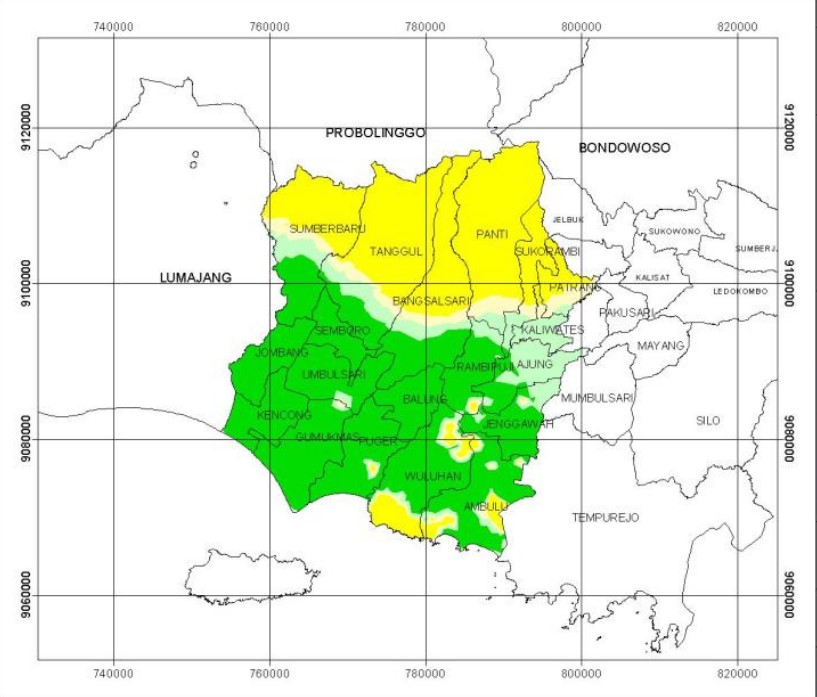 740000 760000 780000 800000 820000
9120000 9120000
PROBOLINGGO
BONDOWOSO
JELBUK
SUMBERBARU
PANTI
SUKOWONO
TANGGUL
SUKORAMBI
SUMBERJ
LUMAJANG
KALISAT
9100000 9100000
PATRANG
LEDOKOMBO
BANGSALSARI
PAKUSARI
SEMBORO
KALIWATES
MAYANG
JOMBANG
RAMBIPUJI
AJUNG
UMBULSARI
BALUNG
MUMBULSARI
KENCONG
SILO
JENGGAWAH
GUMUKMAS
PUGER
9080000 9080000
WULUHAN
AMBULU
TEMPUREJO
9060000 9060000
740000 760000 780000 800000 820000